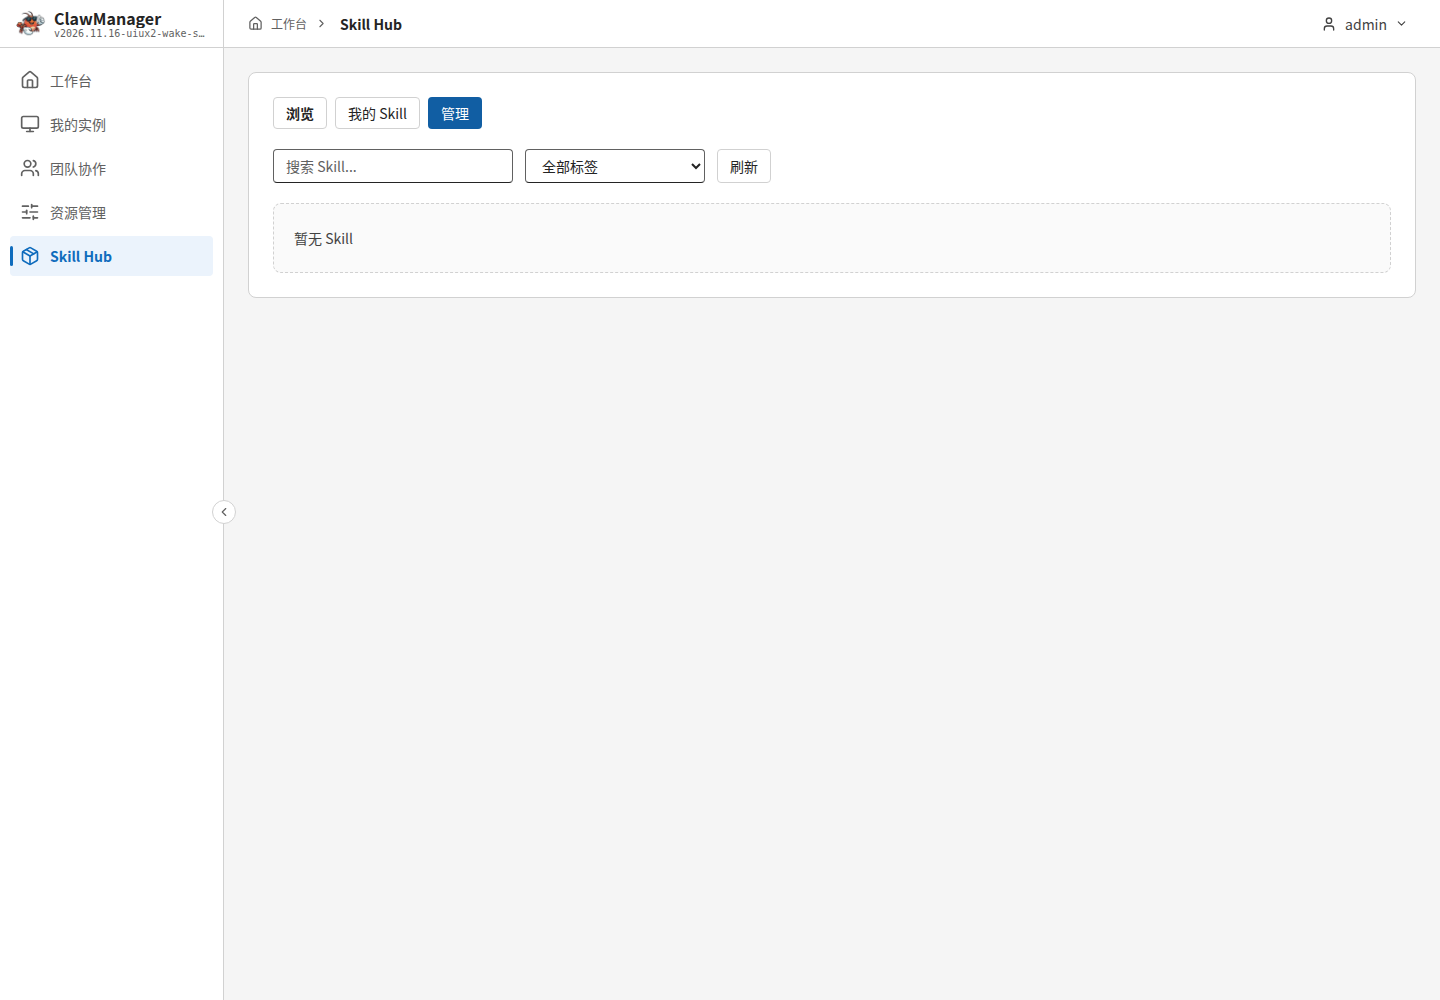 ClawManager
v2026.11.16-uiux2-wake-s…
工作台
Skill Hub
admin
工作台
我的实例
团队协作
资源管理
Skill Hub
浏览
我的 Skill
管理
搜索 Skill...
全部标签
刷新
暂无 Skill